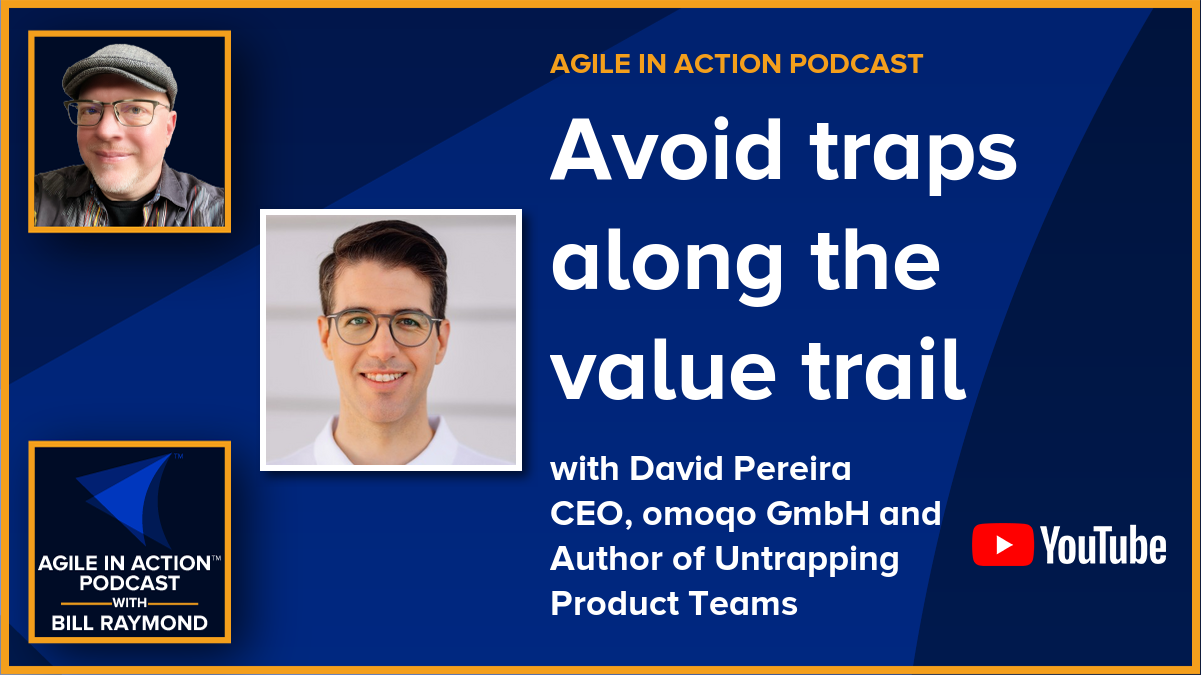 AGILE IN ACTION PODCAST
Avoid traps
along the
value trail
with David Pereira
CEO, omoqo GmbH and
Author of Untrapping
Product Teams
YouTube
TM
AGILE IN ACTION™
PODCAST
WITH
BILL RAYMOND